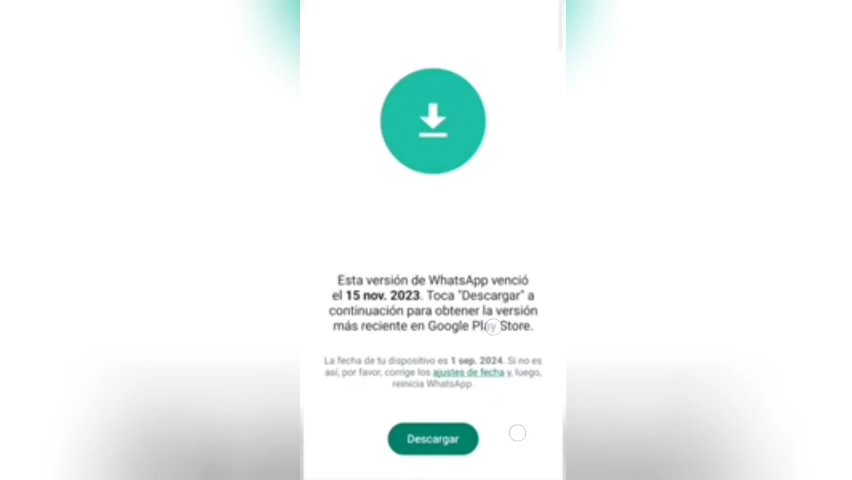 Esta versión de WhatsApp venció
el 15 nov. 2023. Toca "Descargar" a
continuación para obtener la versión
más reciente en Google Play Store.
La fecha de tu dispositivo es 1 sep. 2024. Si no es
así, por favor, corrige los ajustes de fecha y, luego,
reinicia WhatsApp.
Descargar